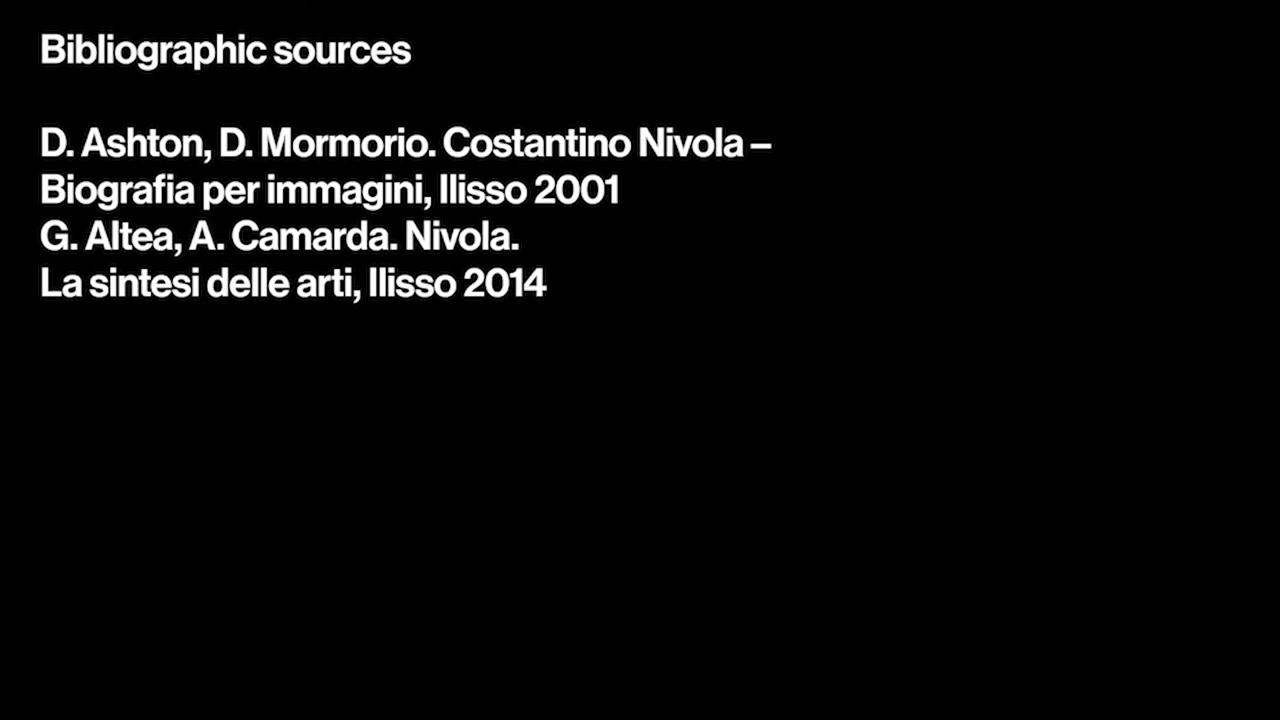 Bibliographic sources
D. Ashton, D. Mormorio. Costantino Nivola –
Biografia per immagini, Ilisso 2001
G. Altea, A. Camarda. Nivola.
La sintesi delle arti, Ilisso 2014